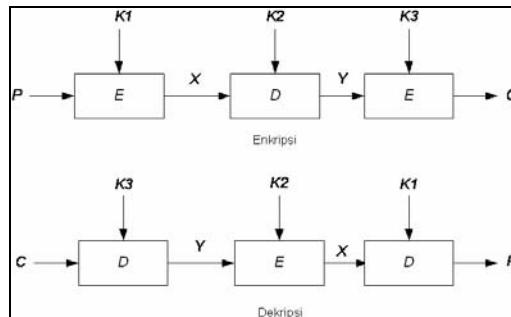 K1 K2 K3
P E X D Y E C
Enkripsi
K3 K2 K1
C D Y E X D P
Dekripsi